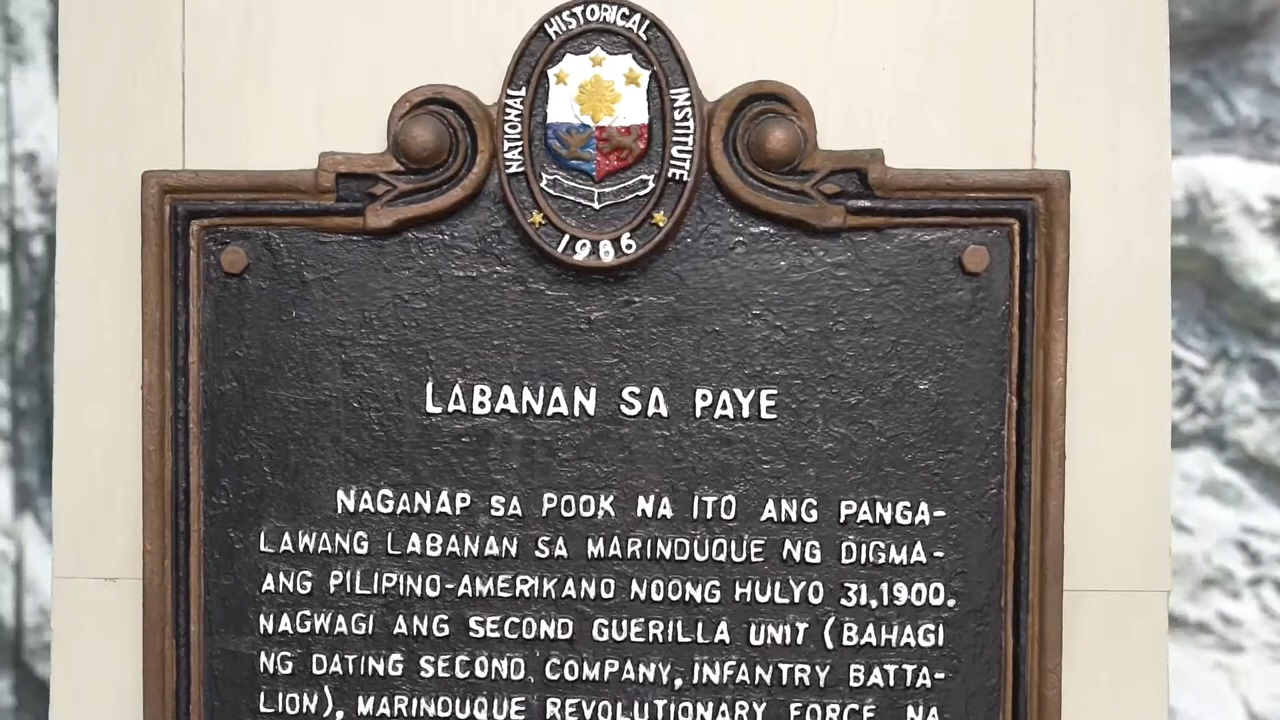 NATIONAL HISTORICAL INSTITUTE
1986
LABANAN SA PAYE
NAGANAP SA POOK NA ITO ANG PANGA-
LAWANG LABANAN SA MARINDUQUE NG DIGMA-
ANG PILIPINO-AMERIKANO NOONG HULYO 31,1900.
NAGWAGI ANG SECOND GUERILLA UNIT (BAHAGI
NG DATING SECOND COMPANY, INFANTRY BATTA-
LION), MARINDUQUE REVOLUTIONARY FORCE, NA